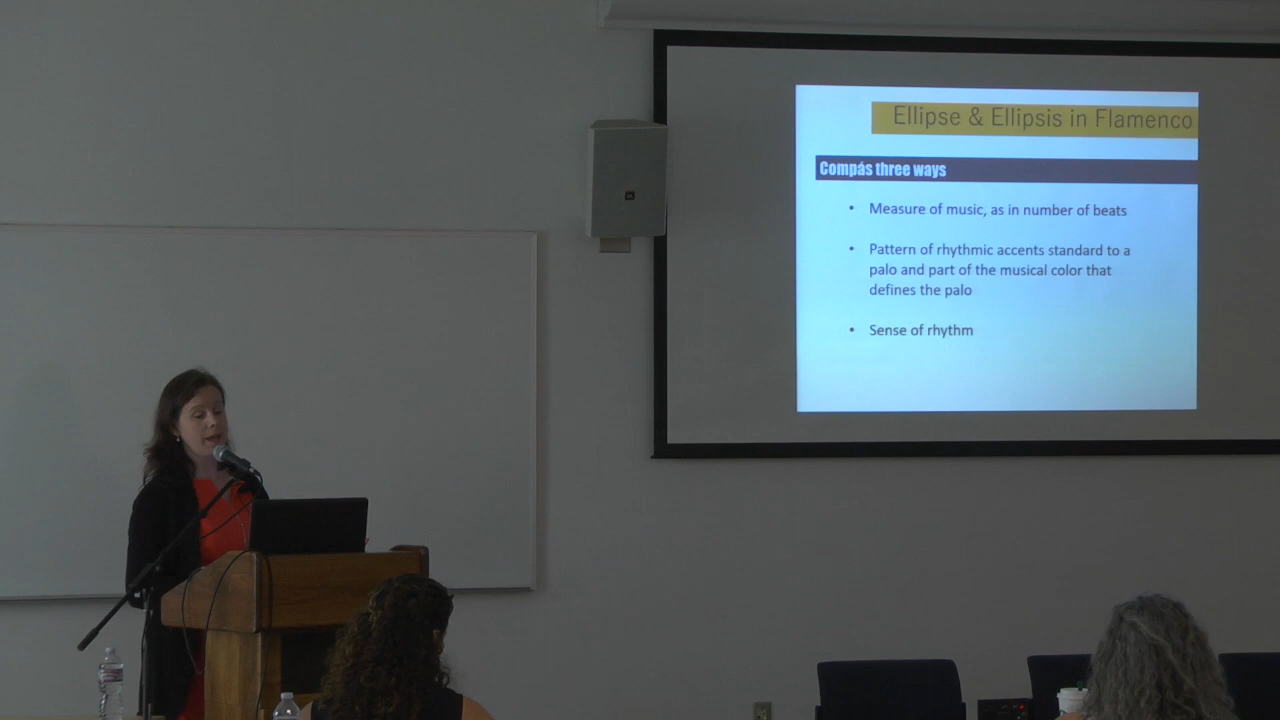 Ellipse & Ellipsis in Flamenco
Compás three ways
• Measure of music, as in number of beats
• Pattern of rhythmic accents standard to a
palo and part of the musical color that
defines the palo
• Sense of rhythm